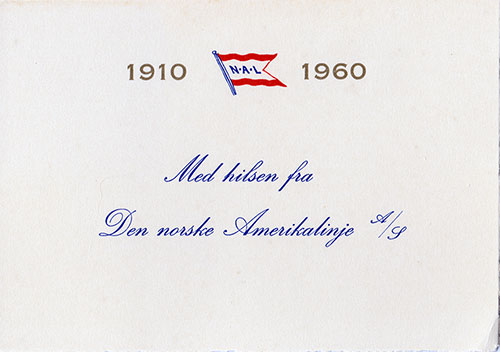 1910 N·A·L 1960
Med hilsen fra
Den norske Amerikalinje A/S